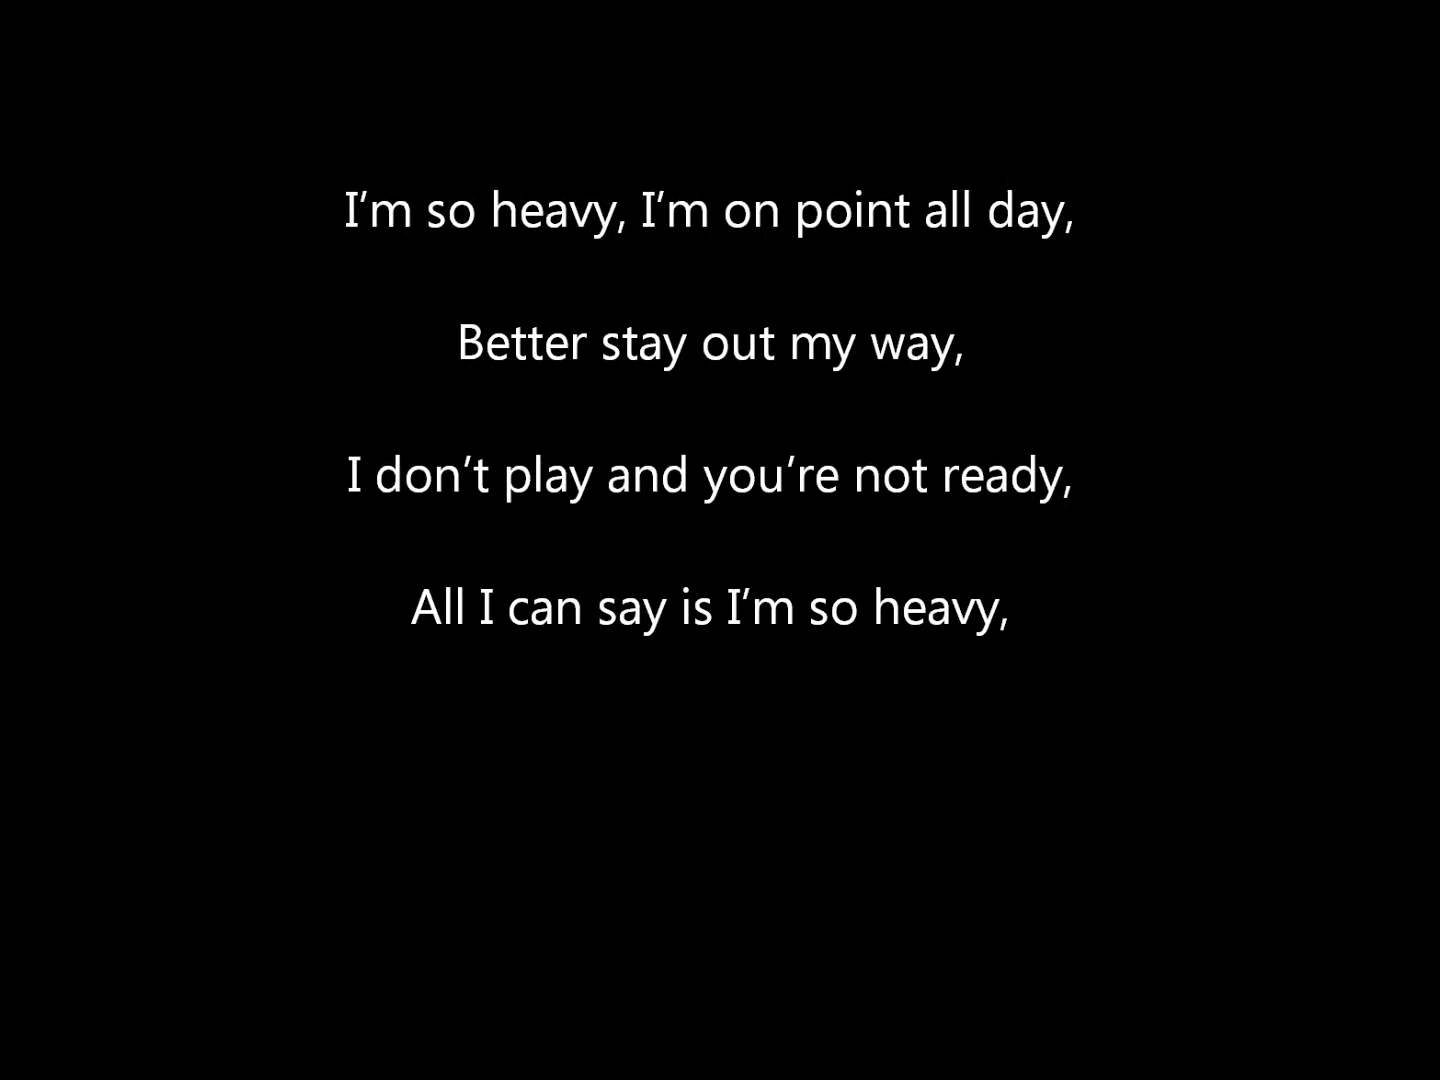 I’m so heavy, I’m on point all day,
Better stay out my way,
I don’t play and you’re not ready,
All I can say is I’m so heavy,